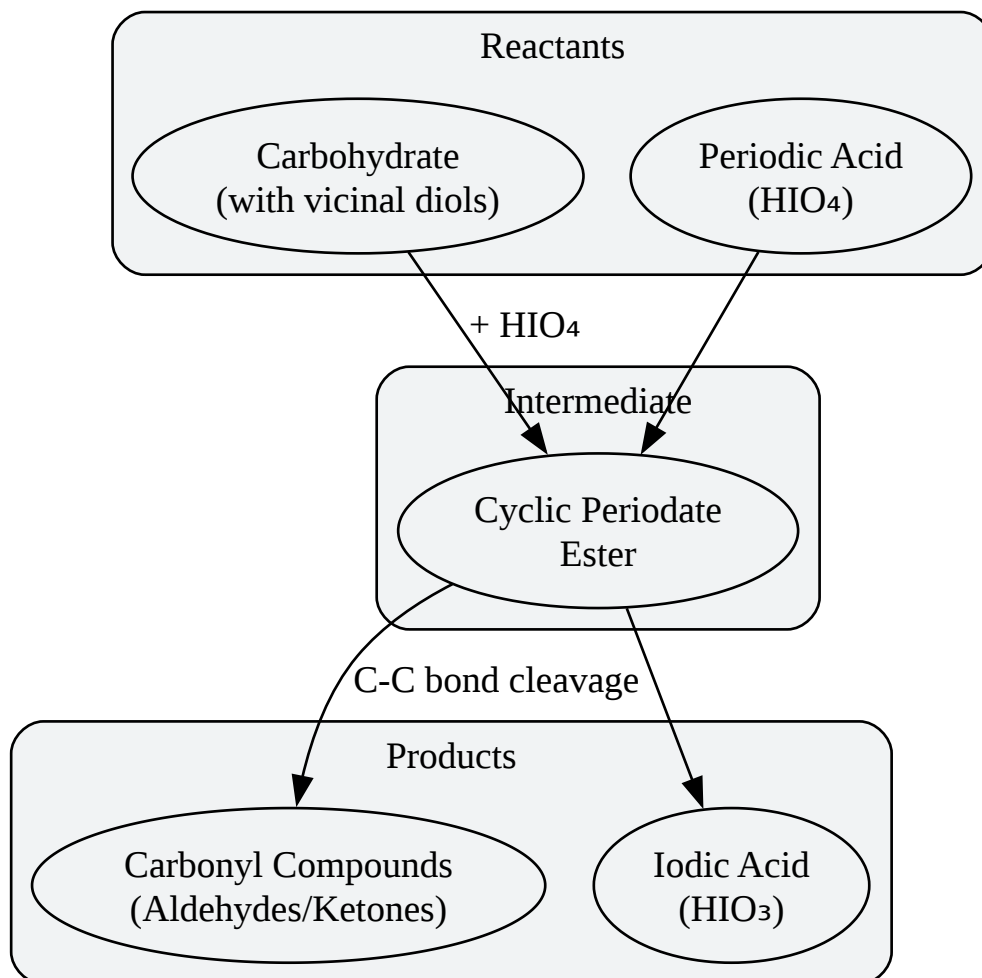 Reactants
Carbohydrate
(with vicinal diols)
Periodic Acid
(HIO₄)
+ HIO₄
Intermediate
Cyclic Periodate
Ester
C-C bond cleavage
Products
Carbonyl Compounds
(Aldehydes/Ketones)
Iodic Acid
(HIO₃)